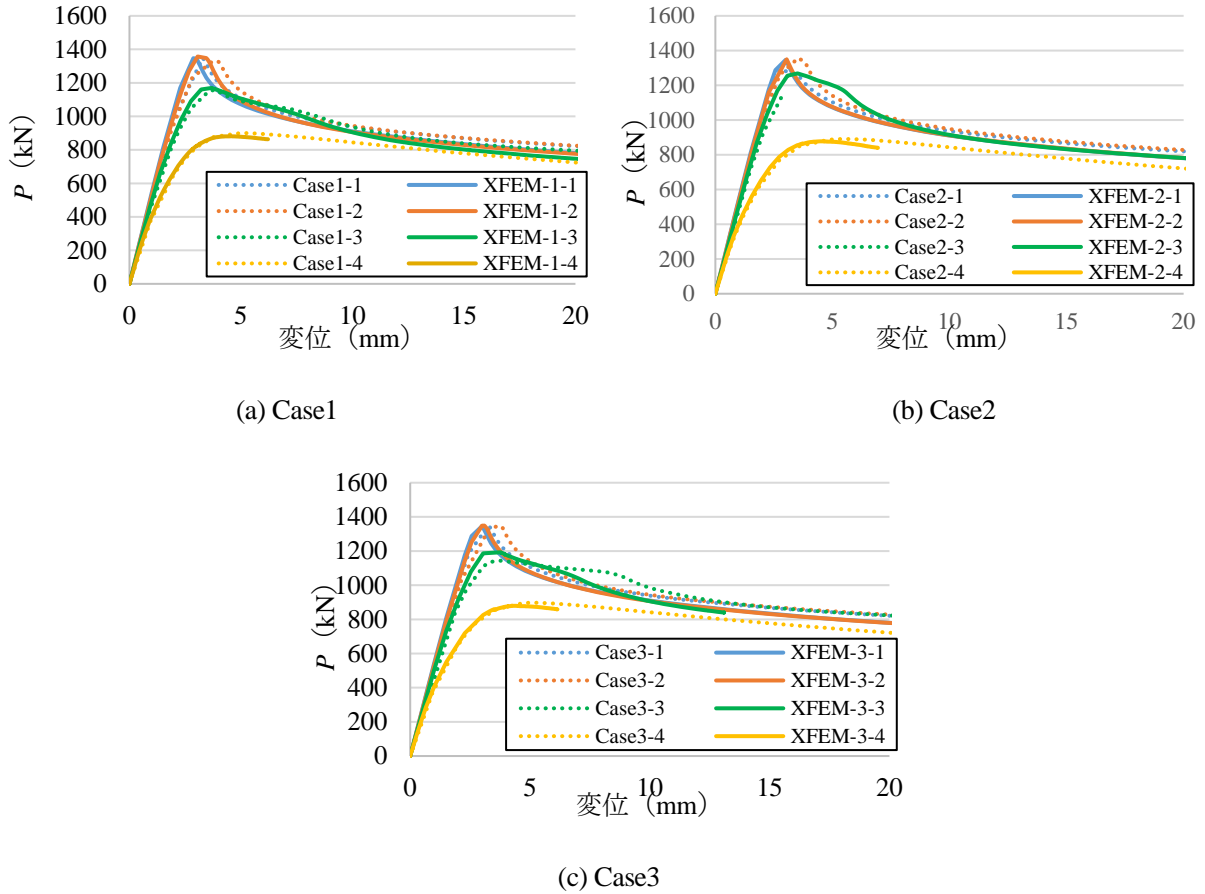 1600
1400
1200
1000
800
600
400
200
0
P (kN)
Case1-1 XFEM-1-1
Case1-2 XFEM-1-2
Case1-3 XFEM-1-3
Case1-4 XFEM-1-4
0 5 10 15 20
変位（mm）
(a) Case1
1600
1400
1200
1000
800
600
400
200
0
P (kN)
Case2-1 XFEM-2-1
Case2-2 XFEM-2-2
Case2-3 XFEM-2-3
Case2-4 XFEM-2-4
0 5 10 15 20
変位（mm）
(b) Case2
1600
1400
1200
1000
800
600
400
200
0
P (kN)
Case3-1 XFEM-3-1
Case3-2 XFEM-3-2
Case3-3 XFEM-3-3
Case3-4 XFEM-3-4
0 5 10 15 20
変位（mm）
(c) Case3